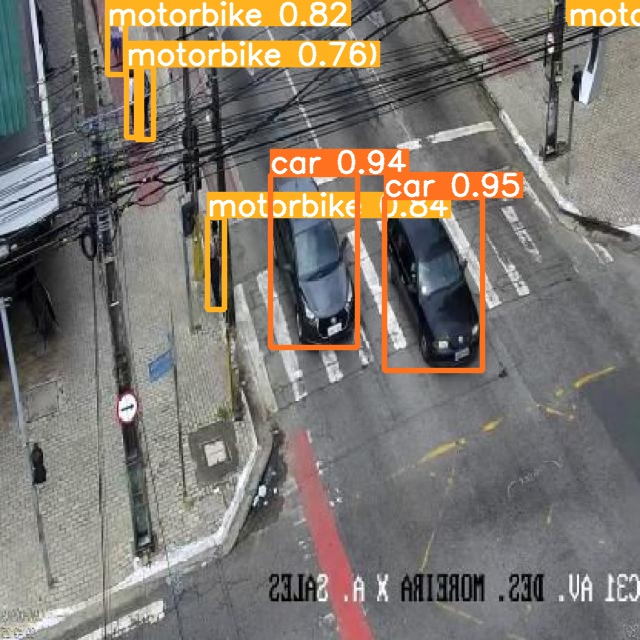 motorbike 0.82
moto
motorbike 0.76)
car 0.94
car 0.95
motorbike 0.84
AV. DES. MOREIRA X A. SALES